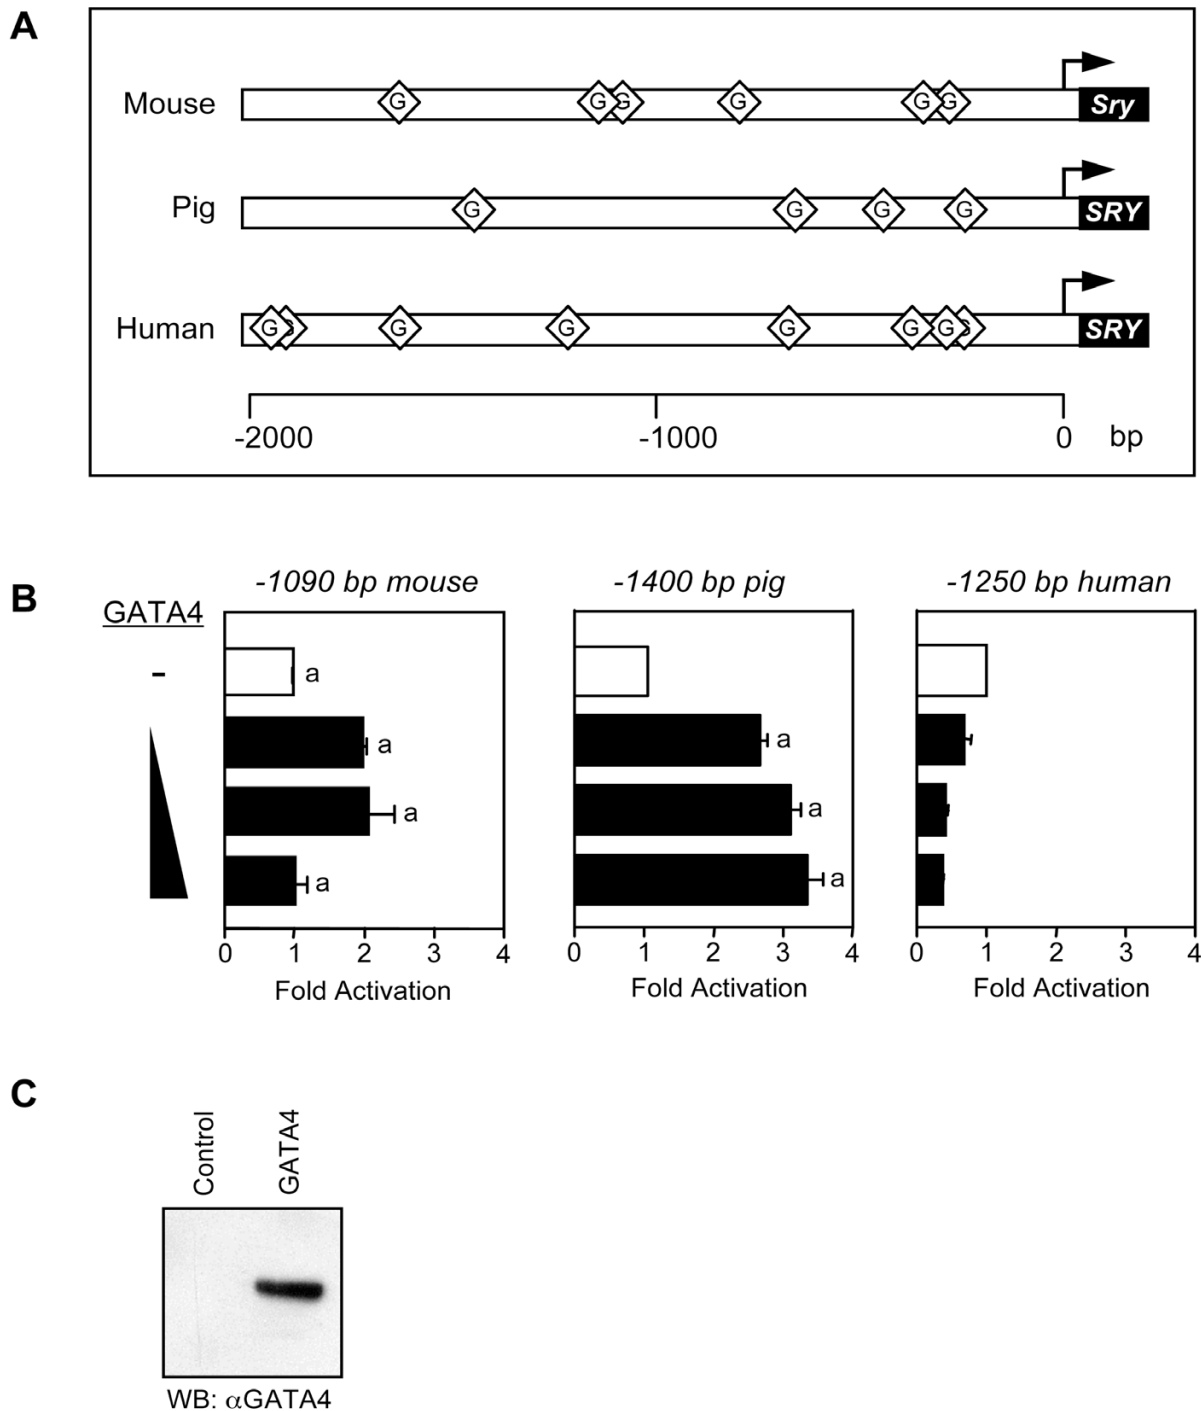 A
Mouse G G G G G G Sry
Pig G G G G SRY
Human G G G G G G G G SRY
-2000 -1000 0 bp
B
-1090 bp mouse -1400 bp pig -1250 bp human
GATA4
-
a
a a
a a
a a
0 1 2 3 4 0 1 2 3 4 0 1 2 3 4
Fold Activation Fold Activation Fold Activation
C
Control GATA4
WB: αGATA4